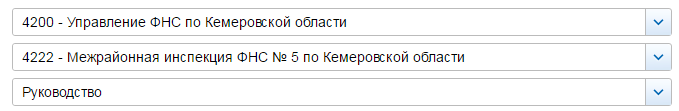 4200 - Управление ФНС по Кемеровской области
4222 - Межрайонная инспекция ФНС № 5 по Кемеровской области
Руководство